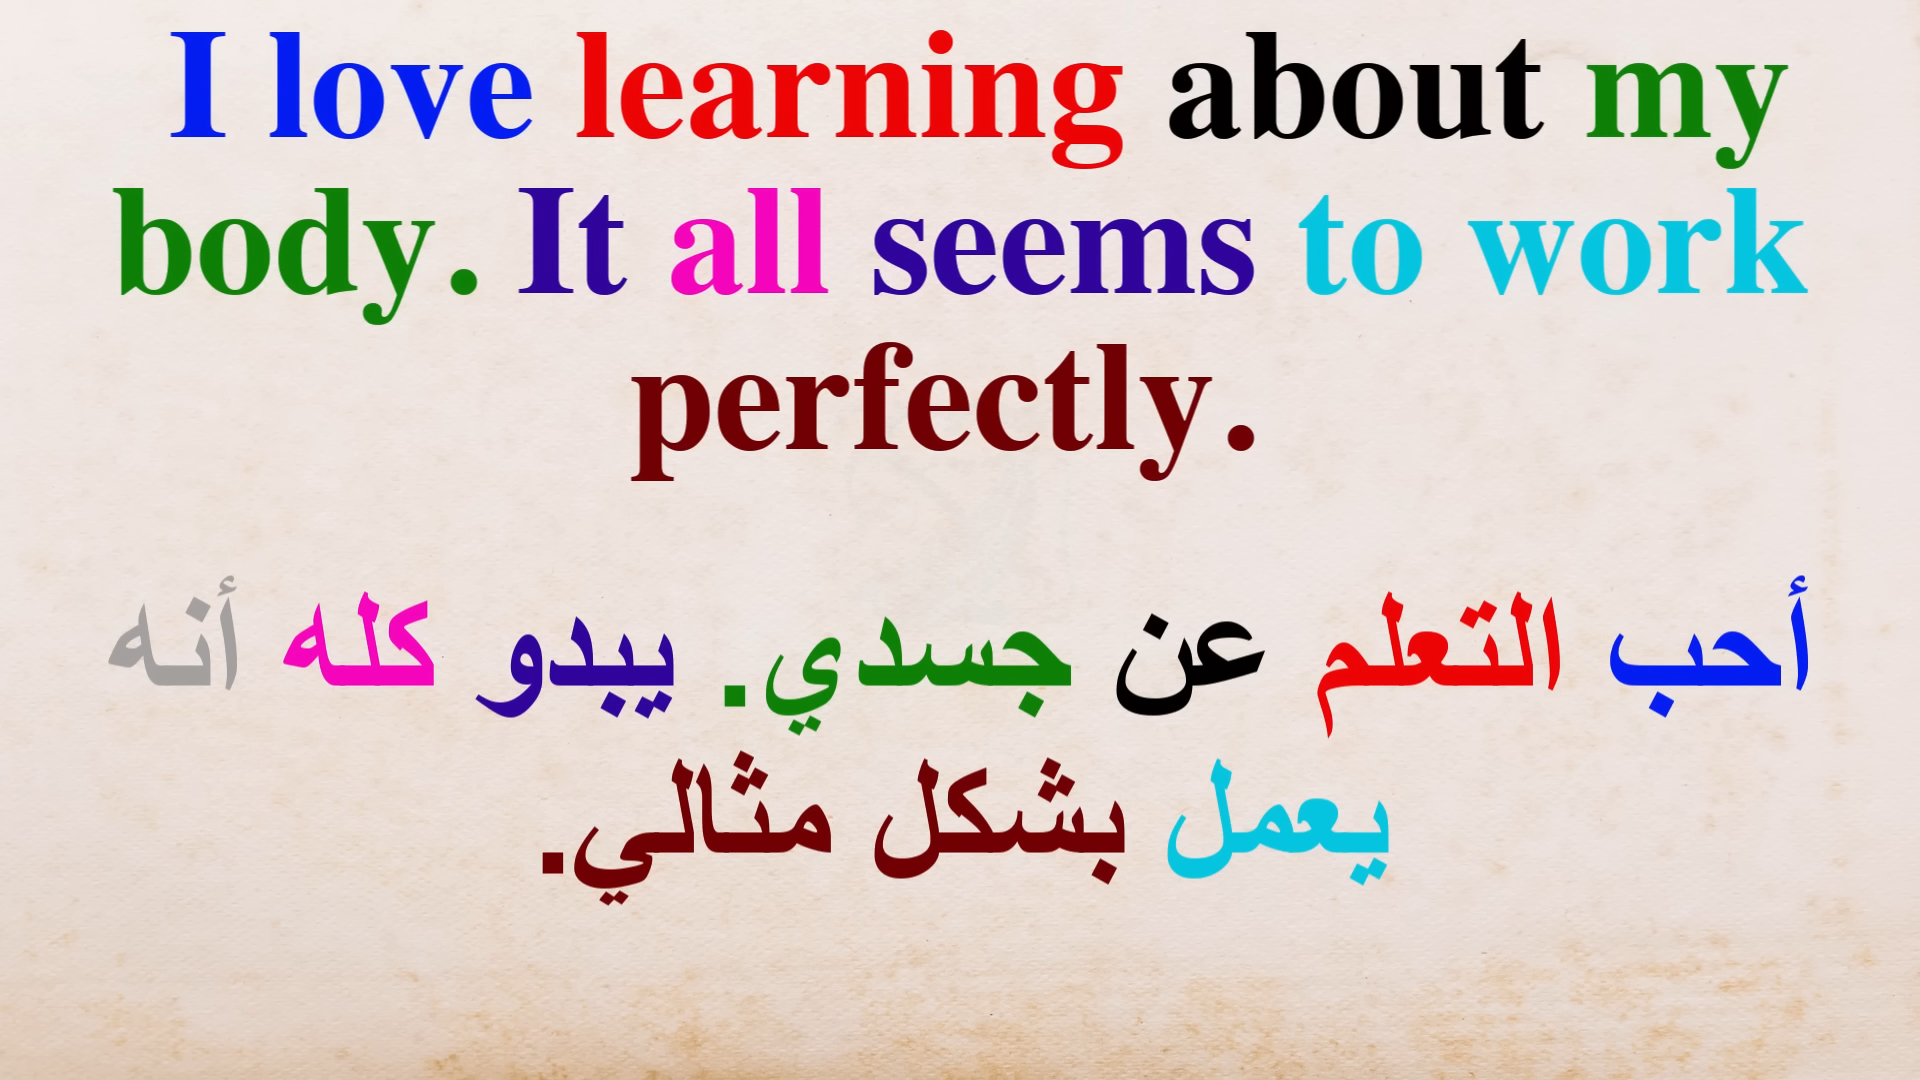 I love learning about my
body. It all seems to work
perfectly.
أحب التعلم عن جسدي. يبدو كله أنه
يعمل بشكل مثالي.